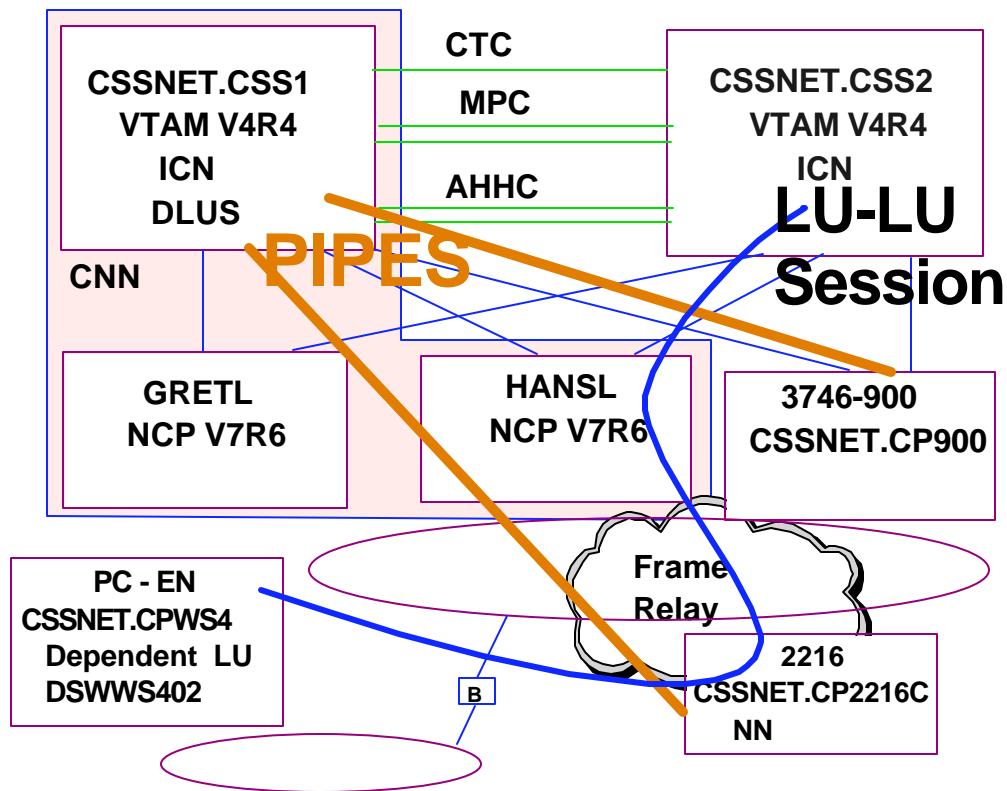 CSSNET.CSS1
VTAM V4R4
ICN
DLUS
CTC
MPC
AHHC
CSSNET.CSS2
VTAM V4R4
ICN
LU-LU
Session
PIPES
CNN
GRETL
NCP V7R6
HANSL
NCP V7R6
3746-900
CSSNET.CP900
Frame
Relay
PC - EN
CSSNET.CPWS4
Dependent LU
DSWWS402
B
2216
CSSNET.CP2216C
NN